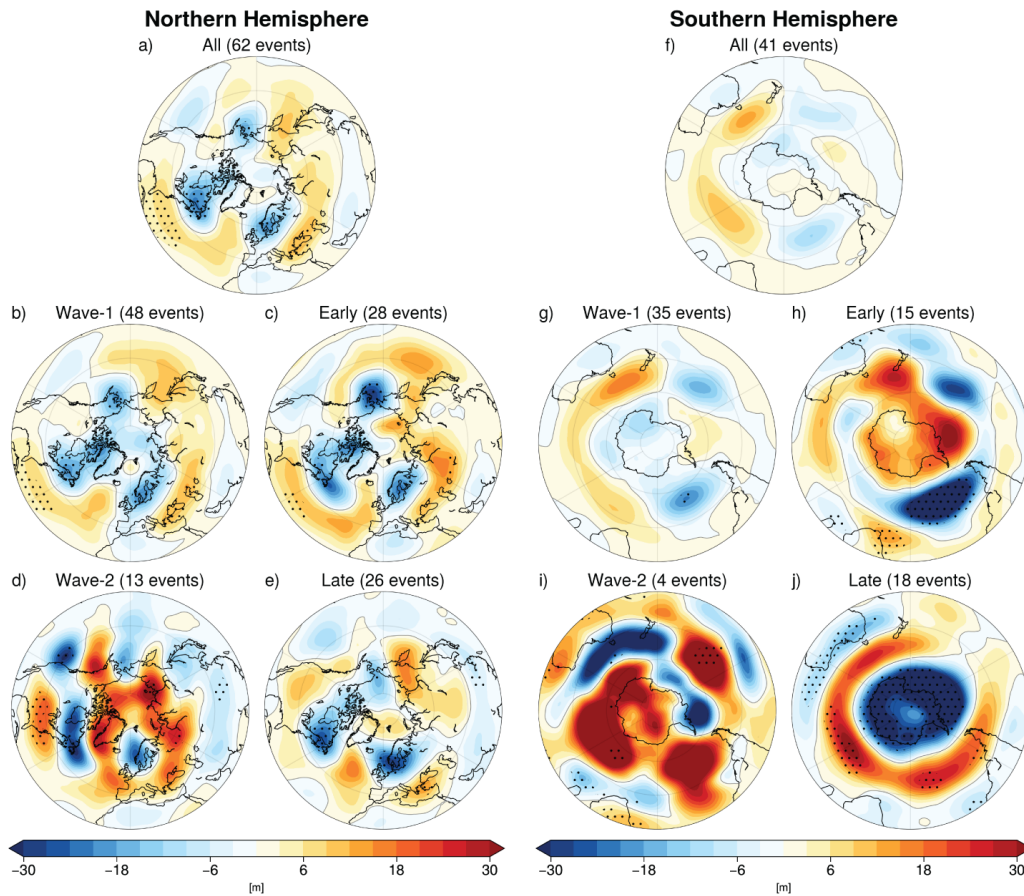 Northern Hemisphere
Southern Hemisphere
a) All (62 events)
f) All (41 events)
b) Wave-1 (48 events)
c) Early (28 events)
g) Wave-1 (35 events)
h) Early (15 events)
d) Wave-2 (13 events)
e) Late (26 events)
i) Wave-2 (4 events)
j) Late (18 events)
−30 −18 −6 6 18 30
[m]
−30 −18 −6 6 18 30
[m]